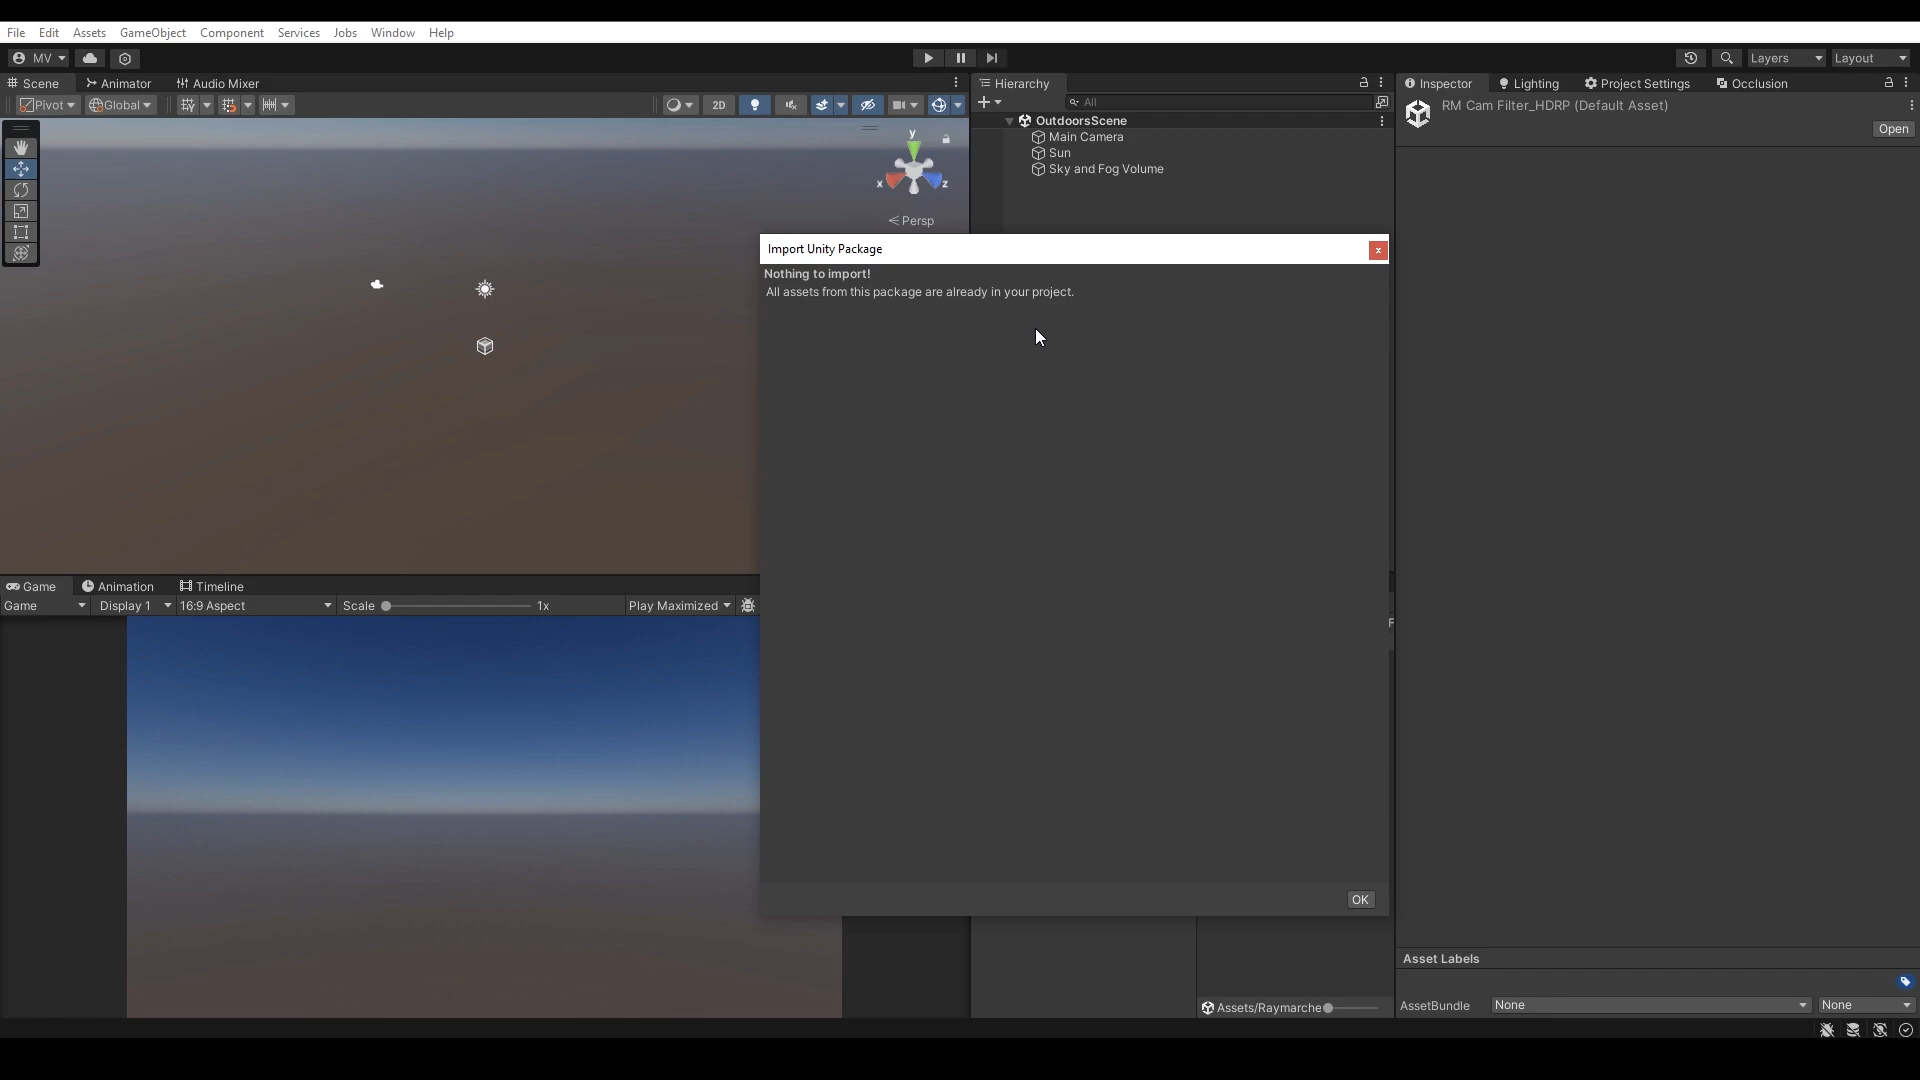 File Edit Assets GameObject Component Services Jobs Window Help
MV Layers Layout
Scene Animator Audio Mixer
Pivot Global 2D
y
x z
Persp
Hierarchy
All
OutdoorsScene
Main Camera
Sun
Sky and Fog Volume
Inspector Lighting Project Settings Occlusion
RM Cam Filter_HDRP (Default Asset)
Open
Import Unity Package x
Nothing to import!
All assets from this package are already in your project.
OK
Game Animation Timeline
Game Display 1 16:9 Aspect Scale 1x Play Maximized
F
Assets/Raymarche
Asset Labels
AssetBundle None None